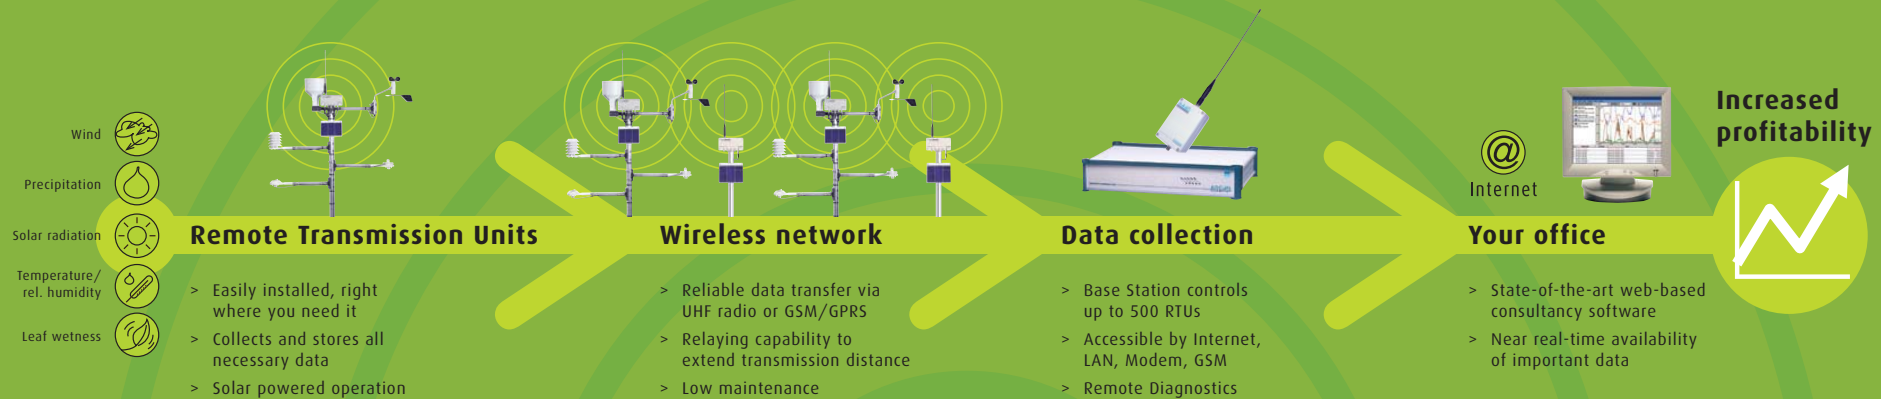 Wind
Precipitation
Solar radiation
Temperature/
rel. humidity
Leaf wetness
Remote Transmission Units
> Easily installed, right
where you need it
> Collects and stores all
necessary data
> Solar powered operation
Wireless network
> Reliable data transfer via
UHF radio or GSM/GPRS
> Relaying capability to
extend transmission distance
> Low maintenance
Data collection
> Base Station controls
up to 500 RTUs
> Accessible by Internet,
LAN, Modem, GSM
> Remote Diagnostics
@
Internet
Your office
> State-of-the-art web-based
consultancy software
> Near real-time availability
of important data
Increased
profitability